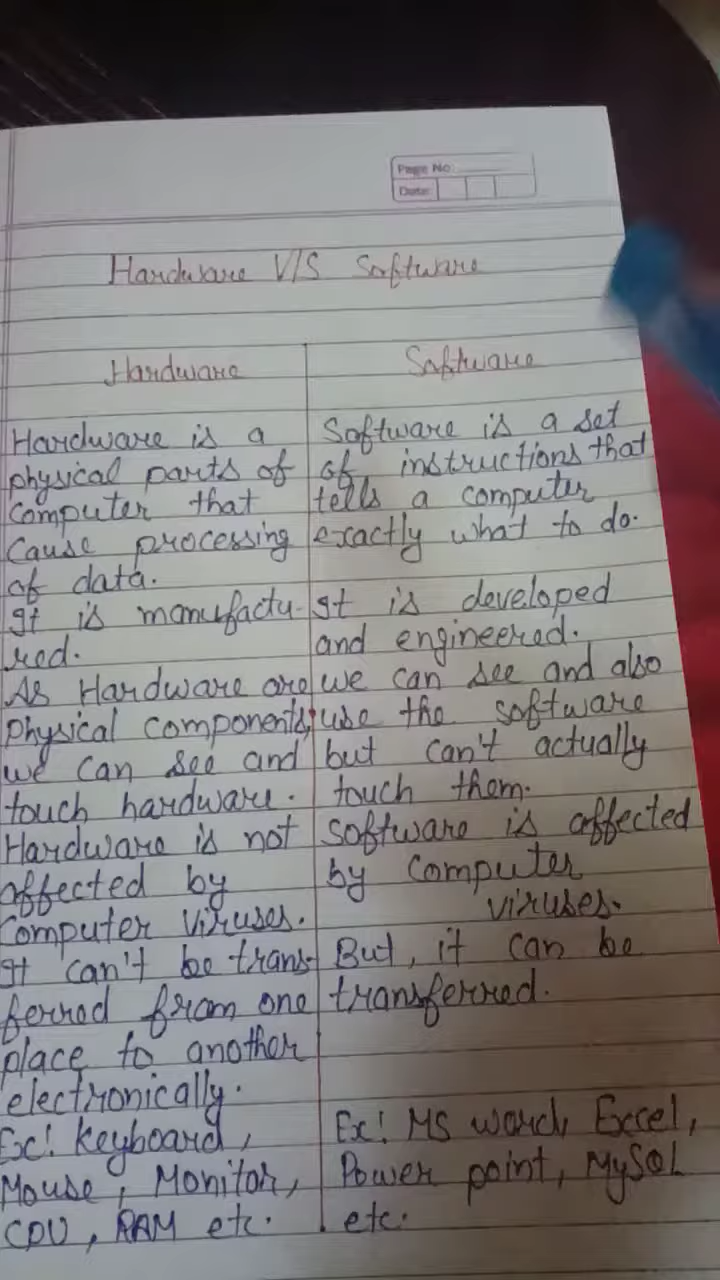 Page No:
Date:
Hardware V/S Software
Hardware
Hardware is a
physical parts of
computer that
cause processing
of data.
It is manufactu-
red.
As Hardware are
physical components,
we can see and
touch hardware.
Hardware is not
affected by
computer viruses.
It can't be trans-
ferred from one
place to another
electronically.
Ex! keyboard,
Mouse, Monitor,
CPU, RAM etc.
Software
Software is a set
of instructions that
tells a computer
exactly what to do.
It is developed
and engineered.
we can see and also
use the software
but can't actually
touch them.
software is affected
by computer
viruses.
But, it can be
transferred.
Ex! MS word, Excel,
Power point, MySQL
etc.